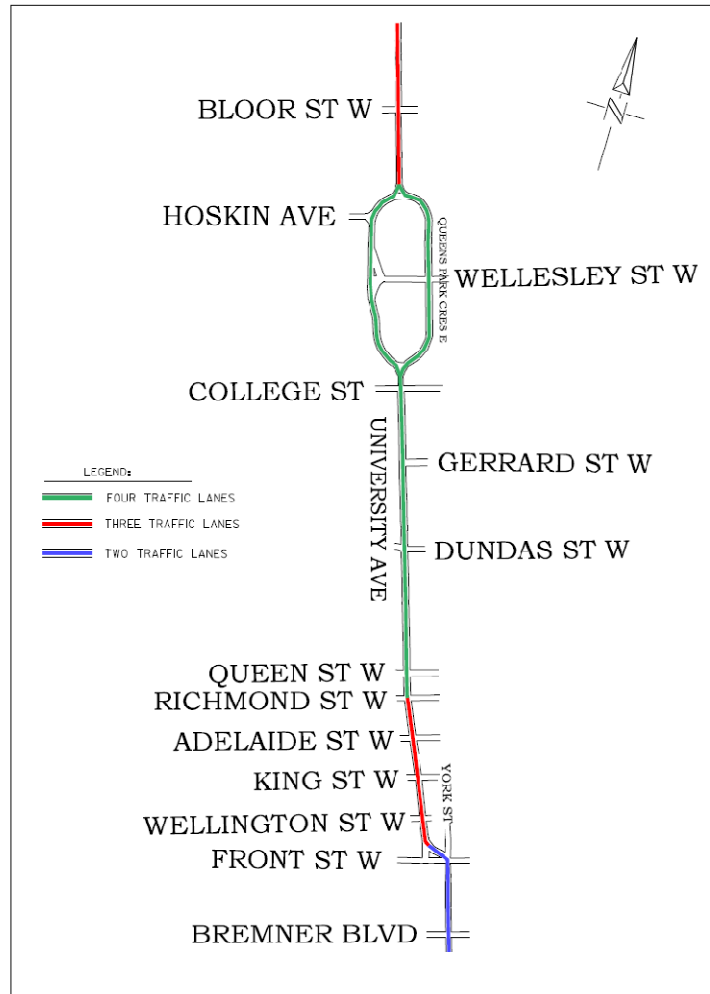 BLOOR ST W
HOSKIN AVE
QUEENS PARK CRES E
WELLESLEY ST W
COLLEGE ST
UNIVERSITY AVE
GERRARD ST W
LEGEND:
FOUR TRAFFIC LANES
THREE TRAFFIC LANES
TWO TRAFFIC LANES
DUNDAS ST W
QUEEN ST W
RICHMOND ST W
ADELAIDE ST W
KING ST W
YORK ST
WELLINGTON ST W
FRONT ST W
BREMNER BLVD